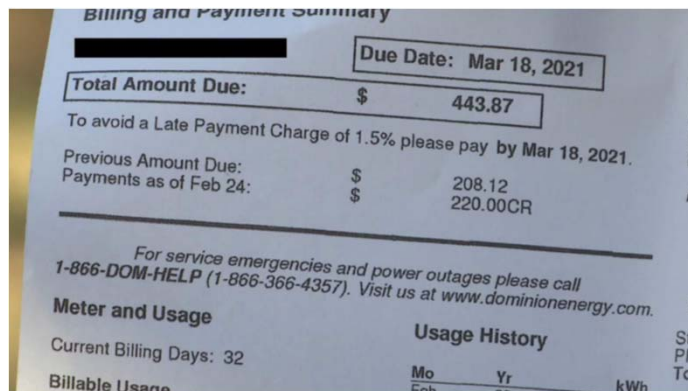 Billing and Payment Summary
Due Date: Mar 18, 2021
Total Amount Due: $ 443.87
To avoid a Late Payment Charge of 1.5% please pay by Mar 18, 2021.
Previous Amount Due: $ 208.12
Payments as of Feb 24: $ 220.00CR
For service emergencies and power outages please call
1-866-DOM-HELP (1-866-366-4357). Visit us at www.dominionenergy.com.
Meter and Usage
Current Billing Days: 32
Billable Usage
Usage History
Mo Yr kWh
Feb